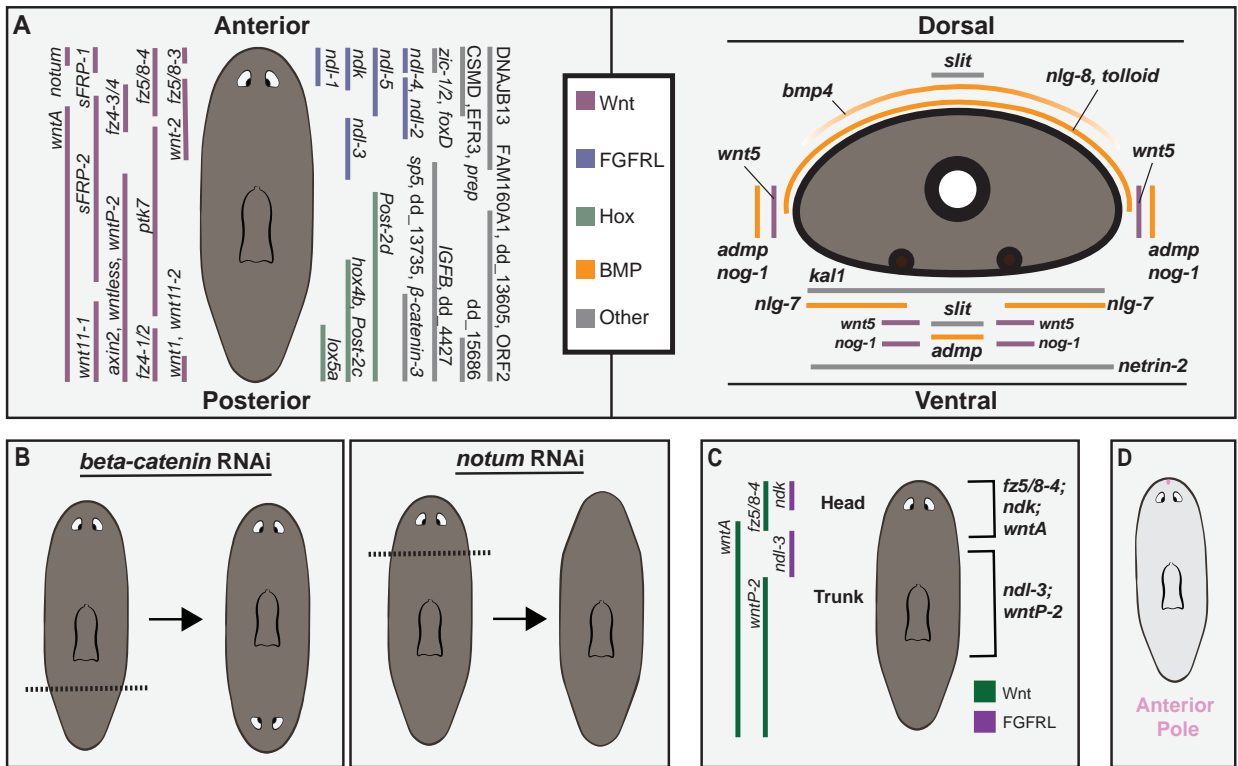 A
Anterior
wntA
notum
sFRP-1
sFRP-2
wnt11-1
fz4-3/4
axin2, wntless, wntP-2
fz5/8-4
ptk7
fz4-1/2
fz5/8-3
wnt-2
wnt1, wnt11-2
ndl-1
ndk
ndl-3
ndl-5
ndl-4, ndl-2
zic-1/2, foxD
CSMD ,EFR3, prep
DNAJB13
FAM160A1, dd_13605, ORF2
lox5a
hox4b, Post-2c
Post-2d
sp5, dd_13735, β-catenin-3
IGFB, dd_4427
dd_15686
Posterior
Wnt
FGFRL
Hox
BMP
Other
Dorsal
slit
bmp4
nlg-8, tolloid
wnt5
wnt5
admp
nog-1
admp
nog-1
kal1
nlg-7
slit
nlg-7
wnt5
nog-1
admp
wnt5
nog-1
netrin-2
Ventral
B
beta-catenin RNAi
notum RNAi
C
wntA
fz5/8-4
ndk
ndl-3
wntP-2
Head
Trunk
fz5/8-4;
ndk;
wntA
ndl-3;
wntP-2
Wnt
FGFRL
D
Anterior
Pole